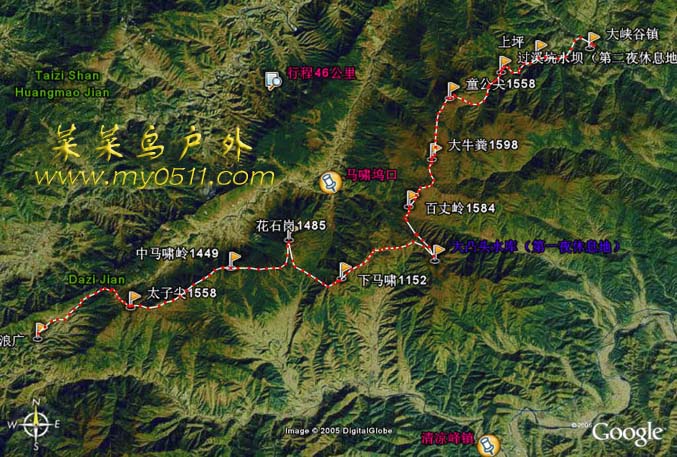 大峡谷镇
上坪
过溪坑水坝（第二夜休息地
Taizi Shan
Huangmao Jian
行程46公里
童公尖1558
菜菜鸟户外
www.my0511.com
大牛粪1598
马啸坞口
百丈岭1584
花石岗1485
大凸头水库（第一夜休息地）
中马啸岭1449
下马啸1152
Dazi Jian
太子尖1558
浪广
N
W
E
S
Image © 2005 DigitalGlobe
清凉峰镇
© 2005 Google